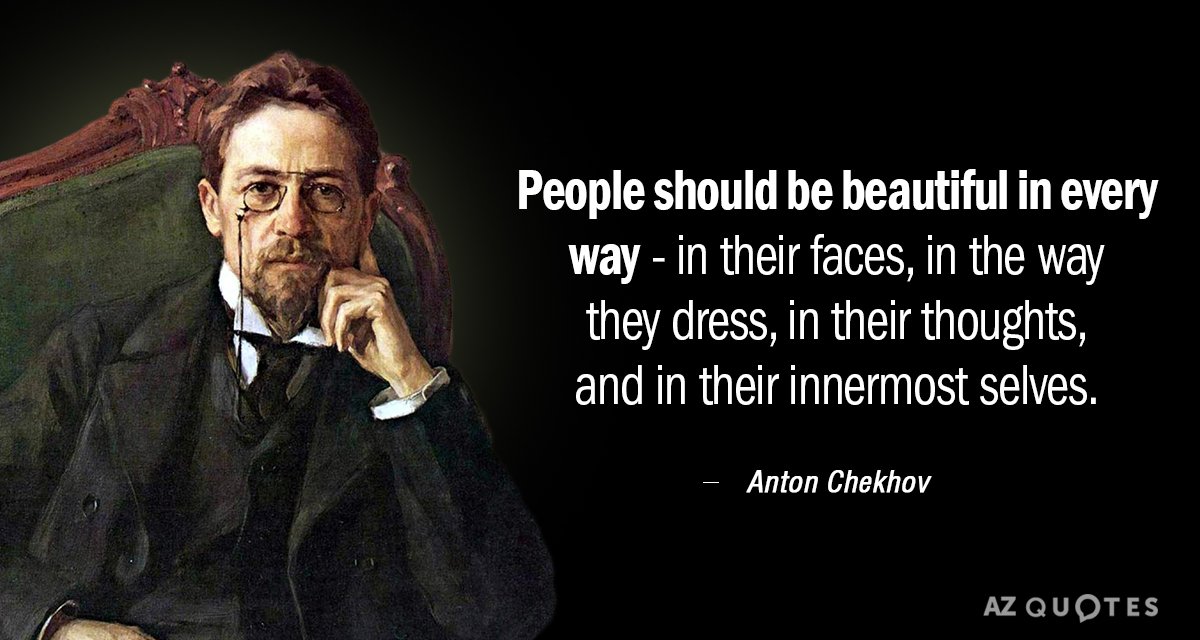 People should be beautiful in every
way - in their faces, in the way
they dress, in their thoughts,
and in their innermost selves.
— Anton Chekhov
AZ QUOTES